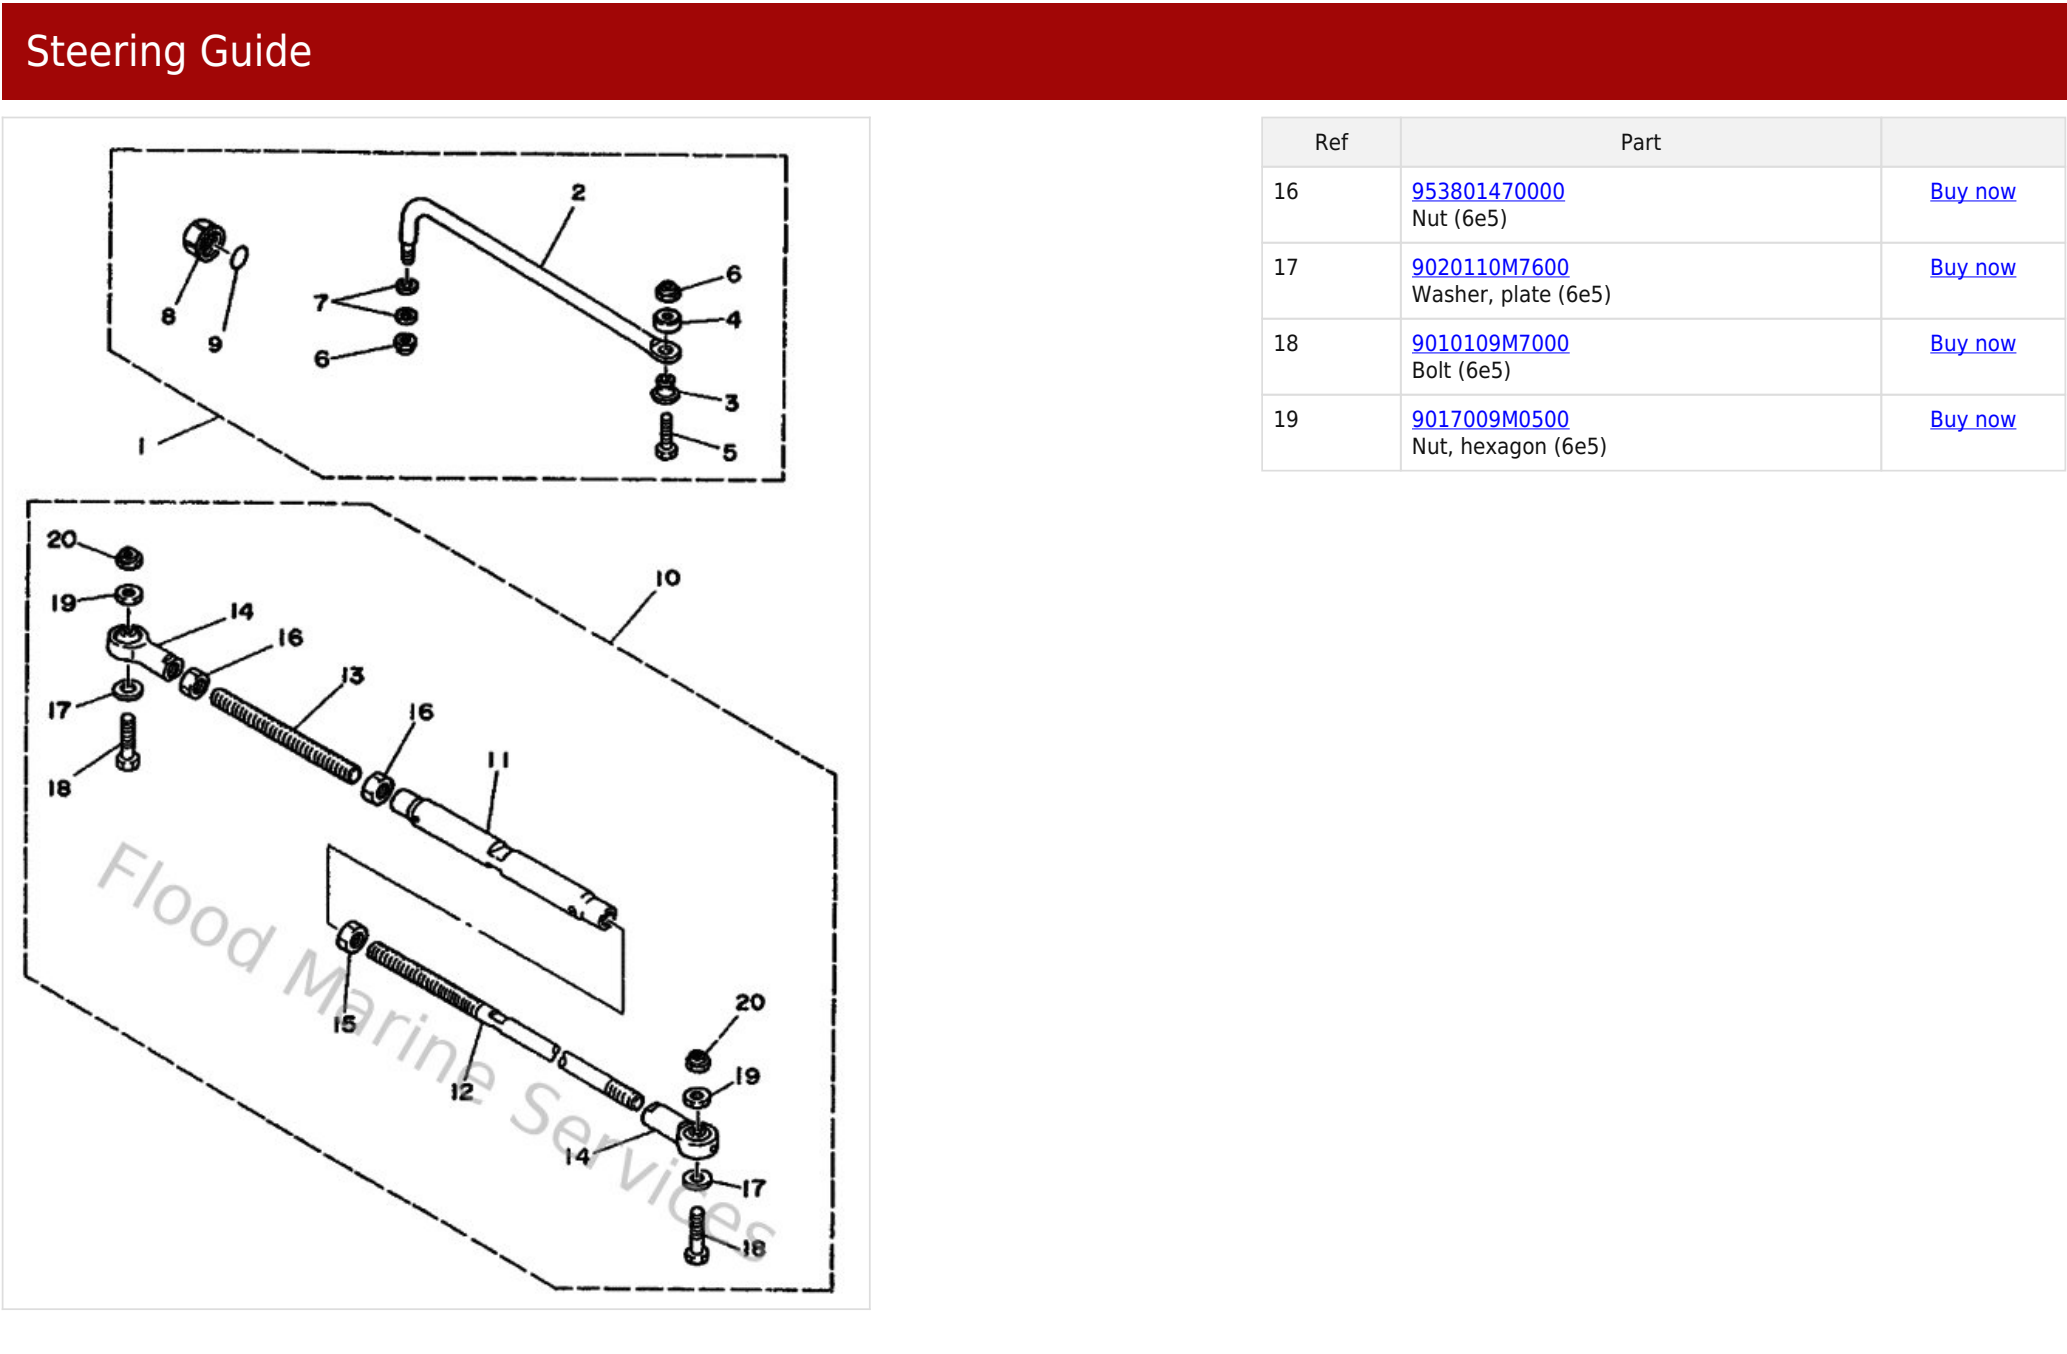 Steering Guide
2
6
7
4
8
9
6
3
1
5
20
10
19
14
16
13
17
16
11
18
Flood Marine Services
15
20
12
19
14
17
18
Ref Part
16 953801470000 Buy now
Nut (6e5)
17 9020110M7600 Buy now
Washer, plate (6e5)
18 9010109M7000 Buy now
Bolt (6e5)
19 9017009M0500 Buy now
Nut, hexagon (6e5)